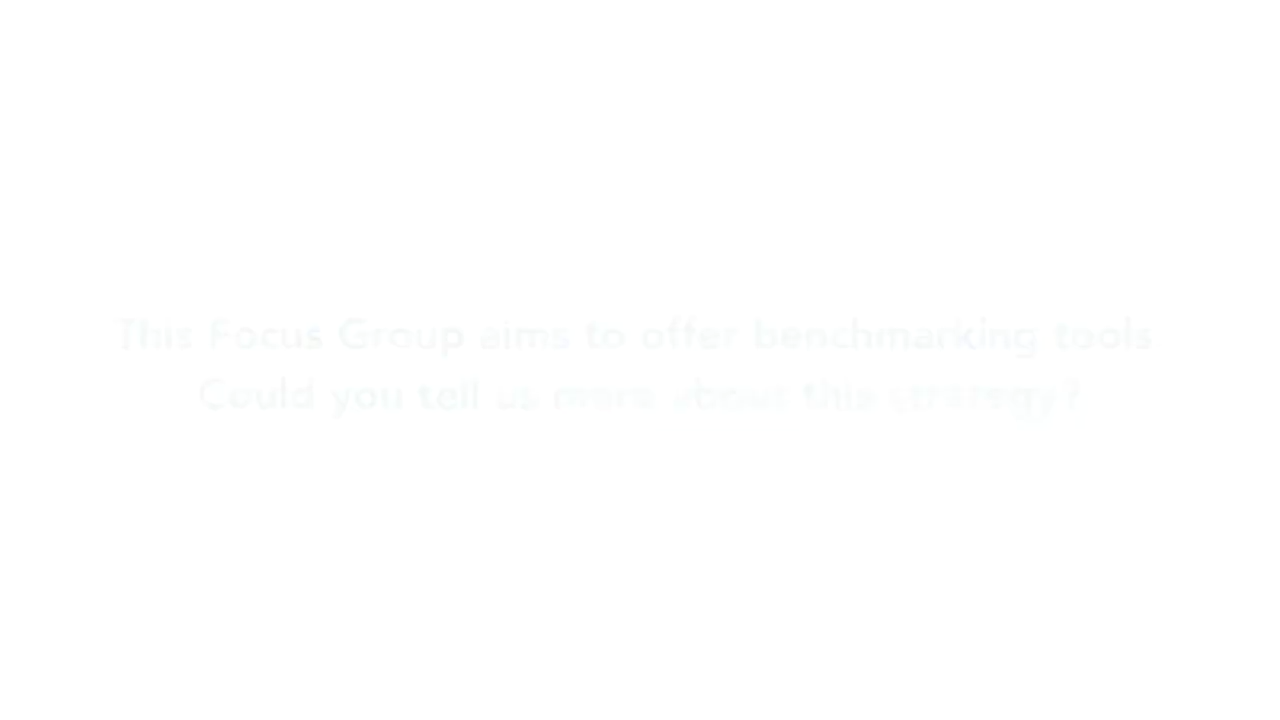 This Focus Group aims to offer benchmarking tools
Could you tell us more about this strategy?